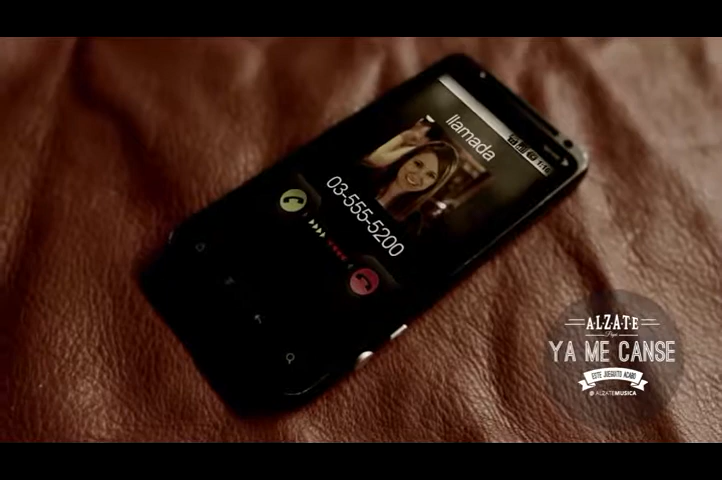 llamada
03-555-5200
ALZATE
YA ME CANSE
ESTE JUEGUITO ACABO
@ALZATEMUSICA